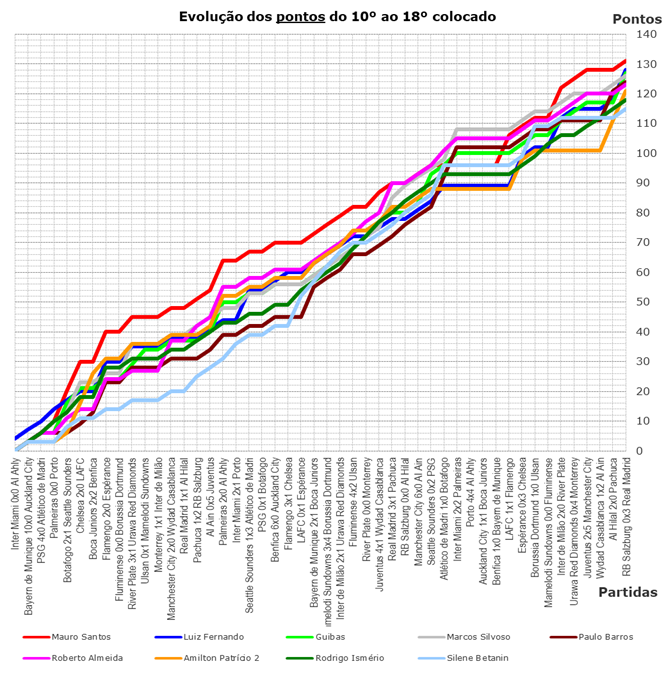 Evolução dos pontos do 10º ao 18º colocado
Pontos
140
130
120
110
100
90
80
70
60
50
40
30
20
10
0
Inter Miami 0x0 Al Ahly
Bayern de Munique 10x0 Auckland City
PSG 4x0 Atlético de Madri
Palmeiras 0x0 Porto
Botafogo 2x1 Seattle Sounders
Chelsea 2x0 LAFC
Boca Juniors 2x2 Benfica
Flamengo 2x0 Espérance
Fluminense 0x0 Borussia Dortmund
River Plate 3x1 Urawa Red Diamonds
Ulsan 0x1 Mamelodi Sundowns
Monterrey 1x1 Inter de Milão
Manchester City 2x0 Wydad Casablanca
Real Madrid 1x1 Al Hilal
Pachuca 1x2 RB Salzburg
Al Ain 0x5 Juventus
Palmeiras 2x0 Al Ahly
Inter Miami 2x1 Porto
Seattle Sounders 1x3 Atlético de Madri
PSG 0x1 Botafogo
Benfica 6x0 Auckland City
Flamengo 3x1 Chelsea
LAFC 0x1 Espérance
Bayern de Munique 2x1 Boca Juniors
amelodi Sundowns 3x4 Borussia Dortmund
Inter de Milão 2x1 Urawa Red Diamonds
Fluminense 4x2 Ulsan
River Plate 0x0 Monterrey
Juventus 4x1 Wydad Casablanca
Real Madrid 3x1 Pachuca
RB Salzburg 0x0 Al Hilal
Manchester City 6x0 Al Ain
Seattle Sounders 0x2 PSG
Atlético de Madri 1x0 Botafogo
Inter Miami 2x2 Palmeiras
Porto 4x4 Al Ahly
Auckland City 1x1 Boca Juniors
Benfica 1x0 Bayern de Munique
LAFC 1x1 Flamengo
Espérance 0x3 Chelsea
Borussia Dortmund 1x0 Ulsan
Mamelodi Sundowns 0x0 Fluminense
Inter de Milão 2x0 River Plate
Urawa Red Diamonds 0x4 Monterrey
Juventus 2x5 Manchester City
Wydad Casablanca 1x2 Al Ain
Al Hilal 2x0 Pachuca
RB Salzburg 0x3 Real Madrid
Partidas
Mauro Santos
Luiz Fernando
Guibas
Marcos Silvoso
Paulo Barros
Roberto Almeida
Amilton Patrício 2
Rodrigo Ismério
Silene Betanin